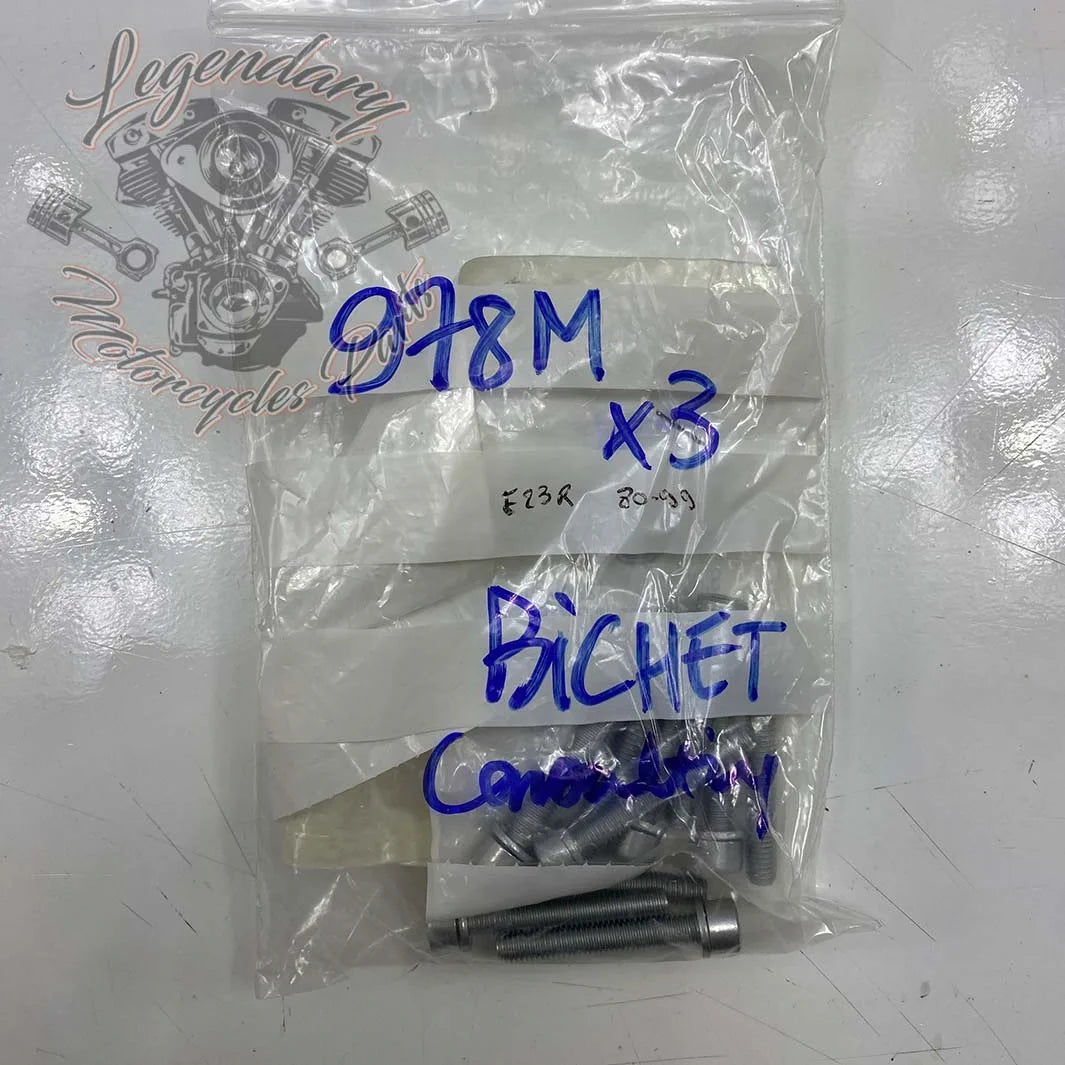 Legendary
Motorcycles Parts
978M
x3
E23R 80-99
BiCHET